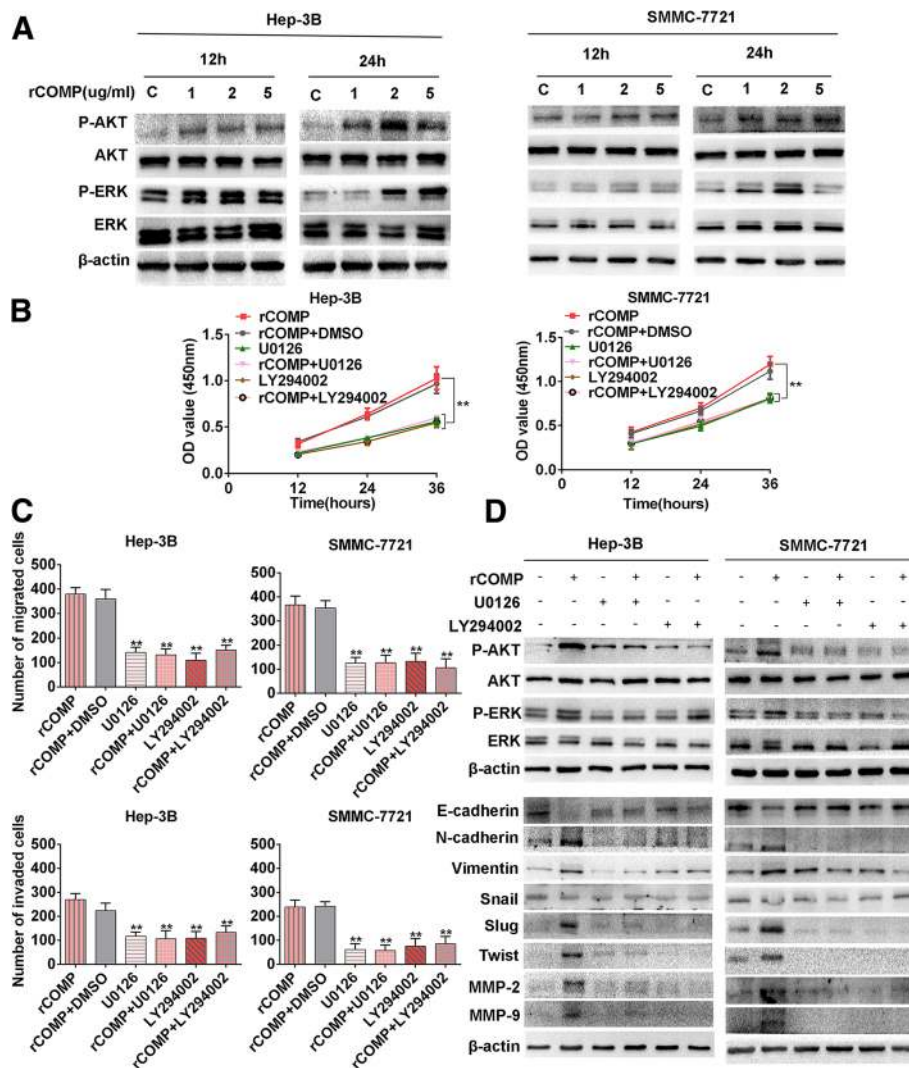 A
Hep-3B
SMMC-7721
12h 24h 12h 24h
rCOMP(ug/ml) C 1 2 5 C 1 2 5 C 1 2 5 C 1 2 5
P-AKT
AKT
P-ERK
ERK
β-actin
B
Hep-3B
rCOMP
rCOMP+DMSO
U0126
rCOMP+U0126
LY294002
rCOMP+LY294002
OD value (450nm)
1.5
1.0
0.5
0.0
0 12 24 36
Time(hours)
**
SMMC-7721
rCOMP
rCOMP+DMSO
U0126
rCOMP+U0126
LY294002
rCOMP+LY294002
OD value (450nm)
1.5
1.0
0.5
0.0
0 12 24 36
Time(hours)
**
C
Hep-3B
Number of migrated cells
500
400
300
200
100
0
** ** ** **
rCOMP
rCOMP+DMSO
U0126
rCOMP+U0126
LY294002
rCOMP+LY294002
SMMC-7721
500
400
300
200
100
0
** ** ** **
rCOMP
rCOMP+DMSO
U0126
rCOMP+U0126
LY294002
rCOMP+LY294002
Hep-3B
Number of invaded cells
500
400
300
200
100
0
** ** ** **
rCOMP
rCOMP+DMSO
U0126
rCOMP+U0126
LY294002
rCOMP+LY294002
SMMC-7721
500
400
300
200
100
0
** ** ** **
rCOMP
rCOMP+DMSO
U0126
rCOMP+U0126
LY294002
rCOMP+LY294002
D
Hep-3B SMMC-7721
rCOMP - + - + - + - + - + - +
U0126 - - + + - - - - + + - -
LY294002 - - - - + + - - - - + +
P-AKT
AKT
P-ERK
ERK
β-actin
E-cadherin
N-cadherin
Vimentin
Snail
Slug
Twist
MMP-2
MMP-9
β-actin